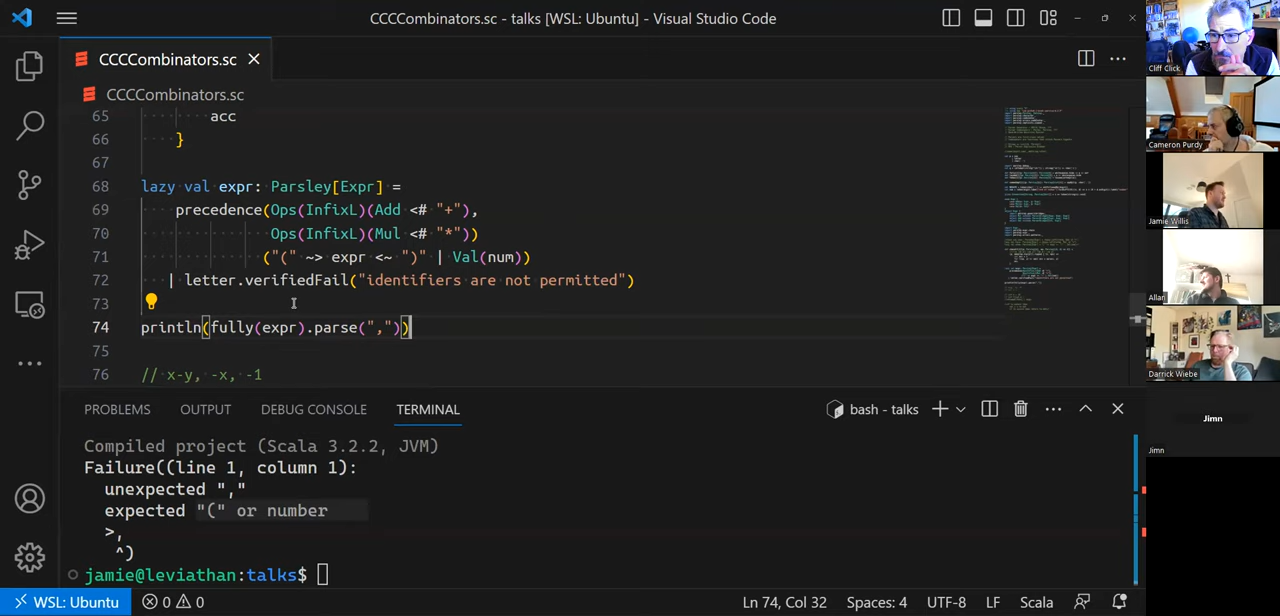 CCCCombinators.sc - talks [WSL: Ubuntu] - Visual Studio Code
CCCCombinators.sc
CCCCombinators.sc
65 acc
66 }
67
68 lazy val expr: Parsley[Expr] =
69 precedence(Ops(InfixL)(Add <# "+"),
70 Ops(InfixL)(Mul <# "*"))
71 ("(" ~> expr <~ ")" | Val(num))
72 | letter.verifiedFail("identifiers are not permitted")
73
74 println(fully(expr).parse(","))
75
76 // x-y, -x, -1
PROBLEMS OUTPUT DEBUG CONSOLE TERMINAL bash - talks
Compiled project (Scala 3.2.2, JVM)
Failure((line 1, column 1):
unexpected ","
expected "(" or number
>,
^)
jamie@leviathan:talks$
WSL: Ubuntu 0 0 Ln 74, Col 32 Spaces: 4 UTF-8 LF Scala
Cliff Click
Cameron Purdy
Jamie Willis
Allan
Darrick Wiebe
Jimn
Jimn